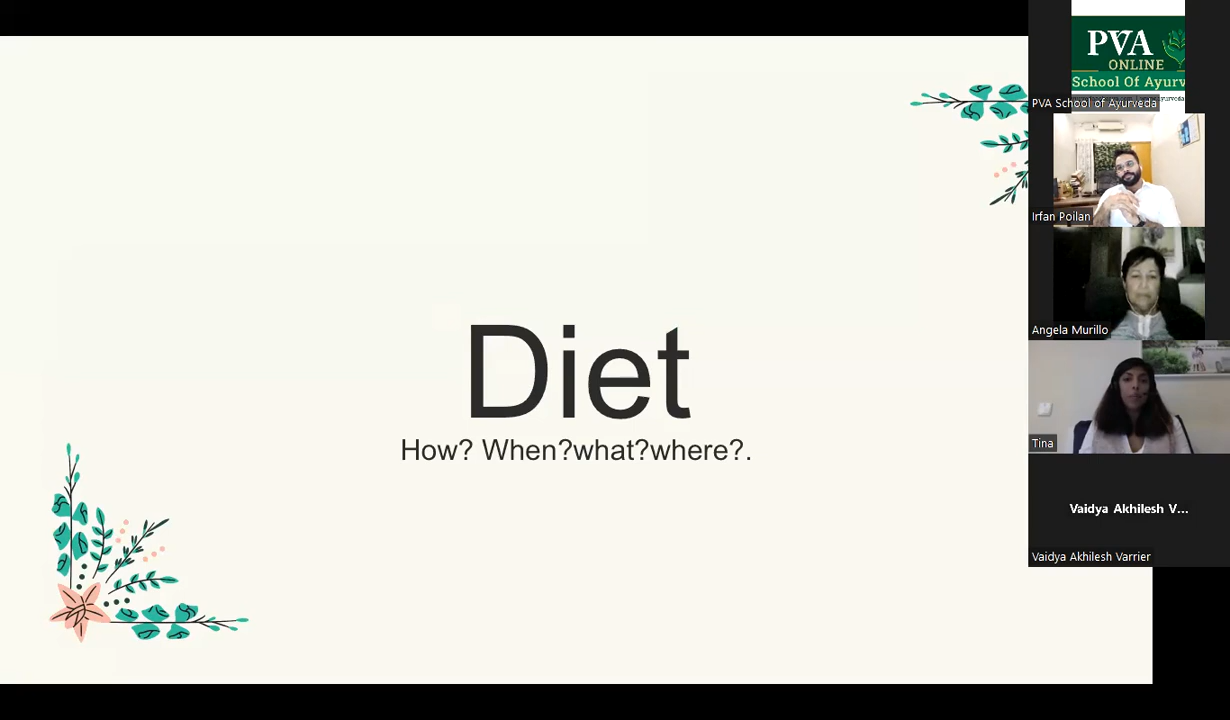 Diet
How? When?what?where?.
PVA
ONLINE
School Of Ayurv
PVA School of Ayurveda
Irfan Poilan
Angela Murillo
Tina
Vaidya Akhilesh V...
Vaidya Akhilesh Varrier